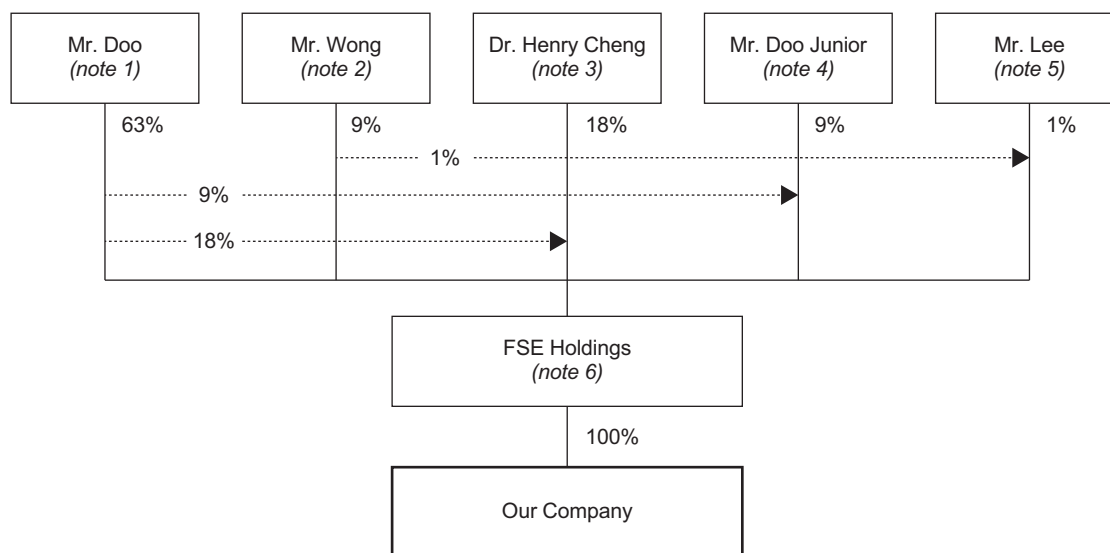 Mr. Doo
(note 1)
Mr. Wong
(note 2)
Dr. Henry Cheng
(note 3)
Mr. Doo Junior
(note 4)
Mr. Lee
(note 5)
63%
9%
18%
9%
1%
1%
9%
18%
FSE Holdings
(note 6)
100%
Our Company